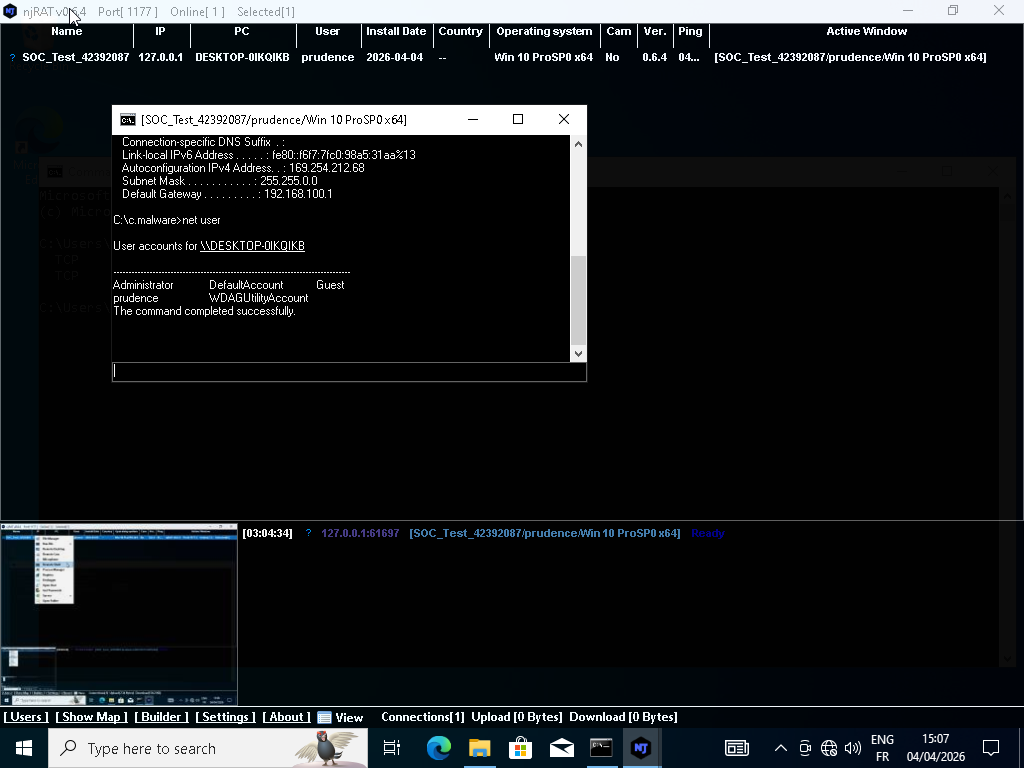 njRAT v0.6.4 Port[ 1177 ] Online[ 1 ] Selected[1]
Name IP PC User Install Date Country Operating system Cam Ver. Ping Active Window
? SOC_Test_42392087 127.0.0.1 DESKTOP-0IKQIKB prudence 2026-04-04 -- Win 10 ProSP0 x64 No 0.6.4 04... [SOC_Test_42392087/prudence/Win 10 ProSP0 x64]
[SOC_Test_42392087/prudence/Win 10 ProSP0 x64]
Connection-specific DNS Suffix . :
Link-local IPv6 Address . . . . . : fe80::f6f7:7fc0:98a5:31aa%13
Autoconfiguration IPv4 Address. . : 169.254.212.68
Subnet Mask . . . . . . . . . . . : 255.255.0.0
Default Gateway . . . . . . . . . : 192.168.100.1
C:\c.malware>net user
User accounts for \\DESKTOP-0IKQIKB
-------------------------------------------------------------------------------
Administrator DefaultAccount Guest
prudence WDAGUtilityAccount
The command completed successfully.
[03:04:34] ? 127.0.0.1:61697 [SOC_Test_42392087/prudence/Win 10 ProSP0 x64] Ready
[ Users ] [ Show Map ] [ Builder ] [ Settings ] [ About ] View Connections[1] Upload [0 Bytes] Download [0 Bytes]
Type here to search
ENG
FR
15:07
04/04/2026